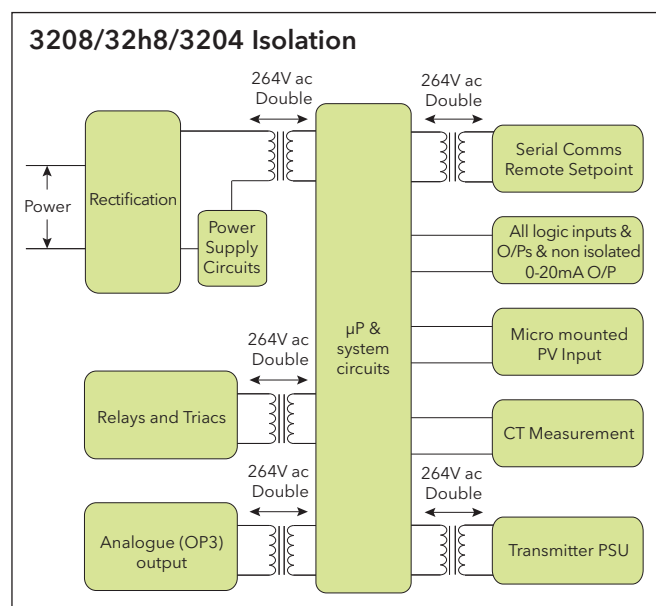 3208/32h8/3204 Isolation
264V ac
Double
264V ac
Double
Power
Rectification
Power
Supply
Circuits
µP &
system
circuits
Serial Comms
Remote Setpoint
All logic inputs &
O/Ps & non isolated
0-20mA O/P
Micro mounted
PV Input
264V ac
Double
Relays and Triacs
CT Measurement
264V ac
Double
264V ac
Double
Analogue (OP3)
output
Transmitter PSU